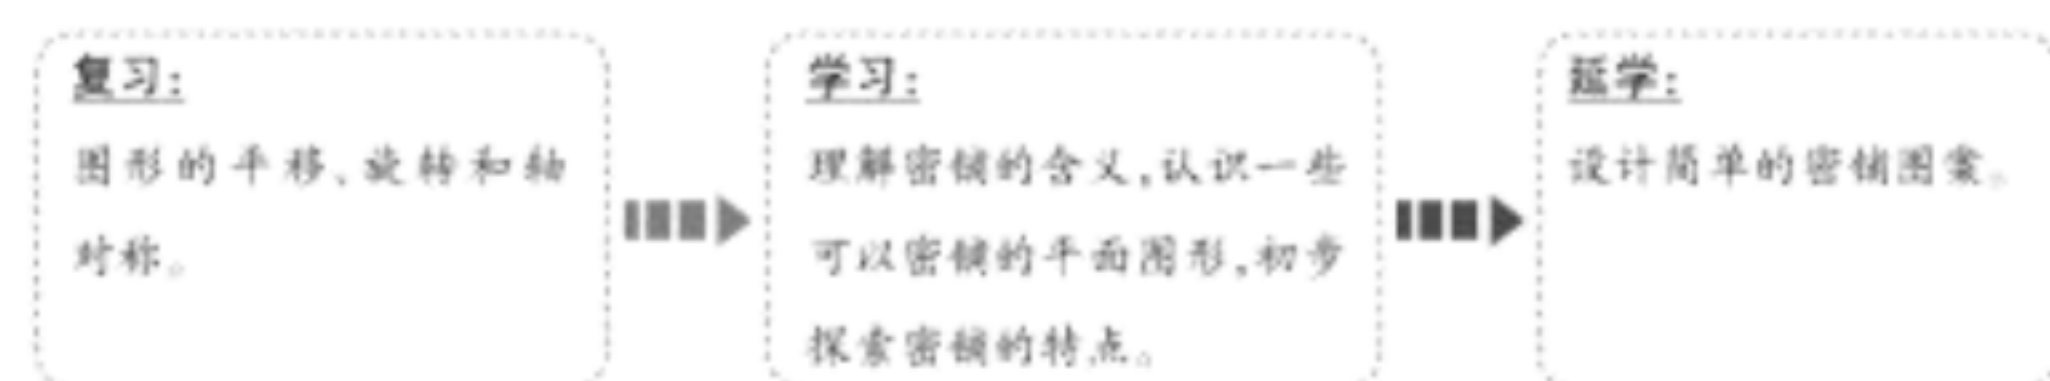 复习:
图形的平移、旋转和轴
对称。
学习:
理解密铺的含义,认识一些
可以密铺的平面图形,初步
探索密铺的特点。
延学:
设计简单的密铺图案。